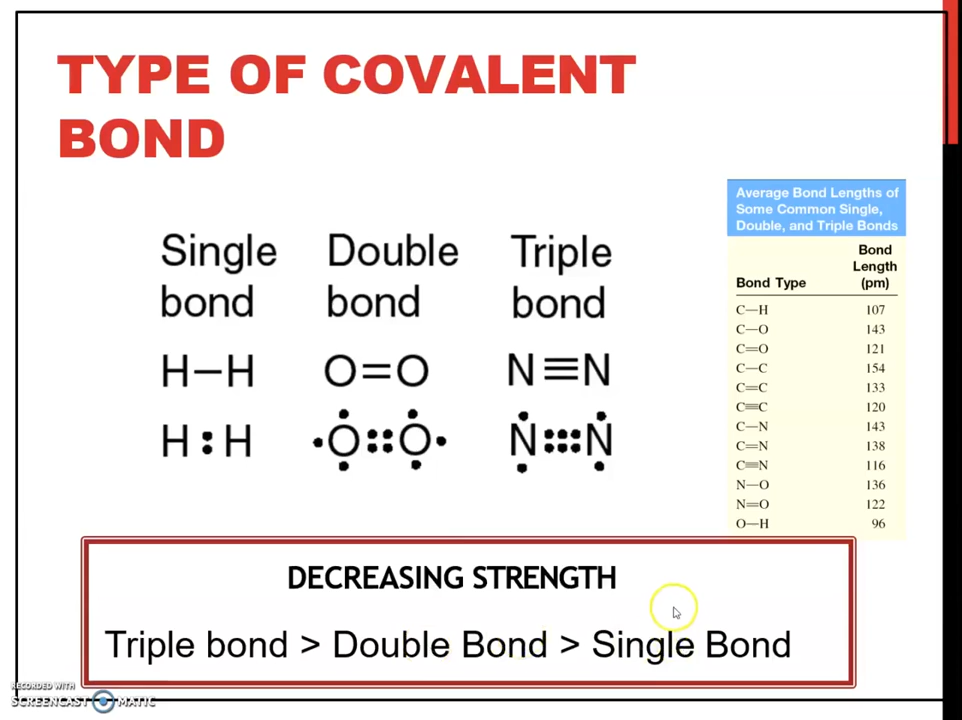 TYPE OF COVALENT
BOND
Single Double Triple
bond bond bond
H–H O=O N≡N
H:H O::O N:::N
Average Bond Lengths of
Some Common Single,
Double, and Triple Bonds
Bond
Length
Bond Type (pm)
C—H 107
C—O 143
C=O 121
C—C 154
C=C 133
C≡C 120
C—N 143
C=N 138
C≡N 116
N—O 136
N=O 122
O—H 96
DECREASING STRENGTH
Triple bond > Double Bond > Single Bond
RECORDED WITH
SCREENCAST MATIC